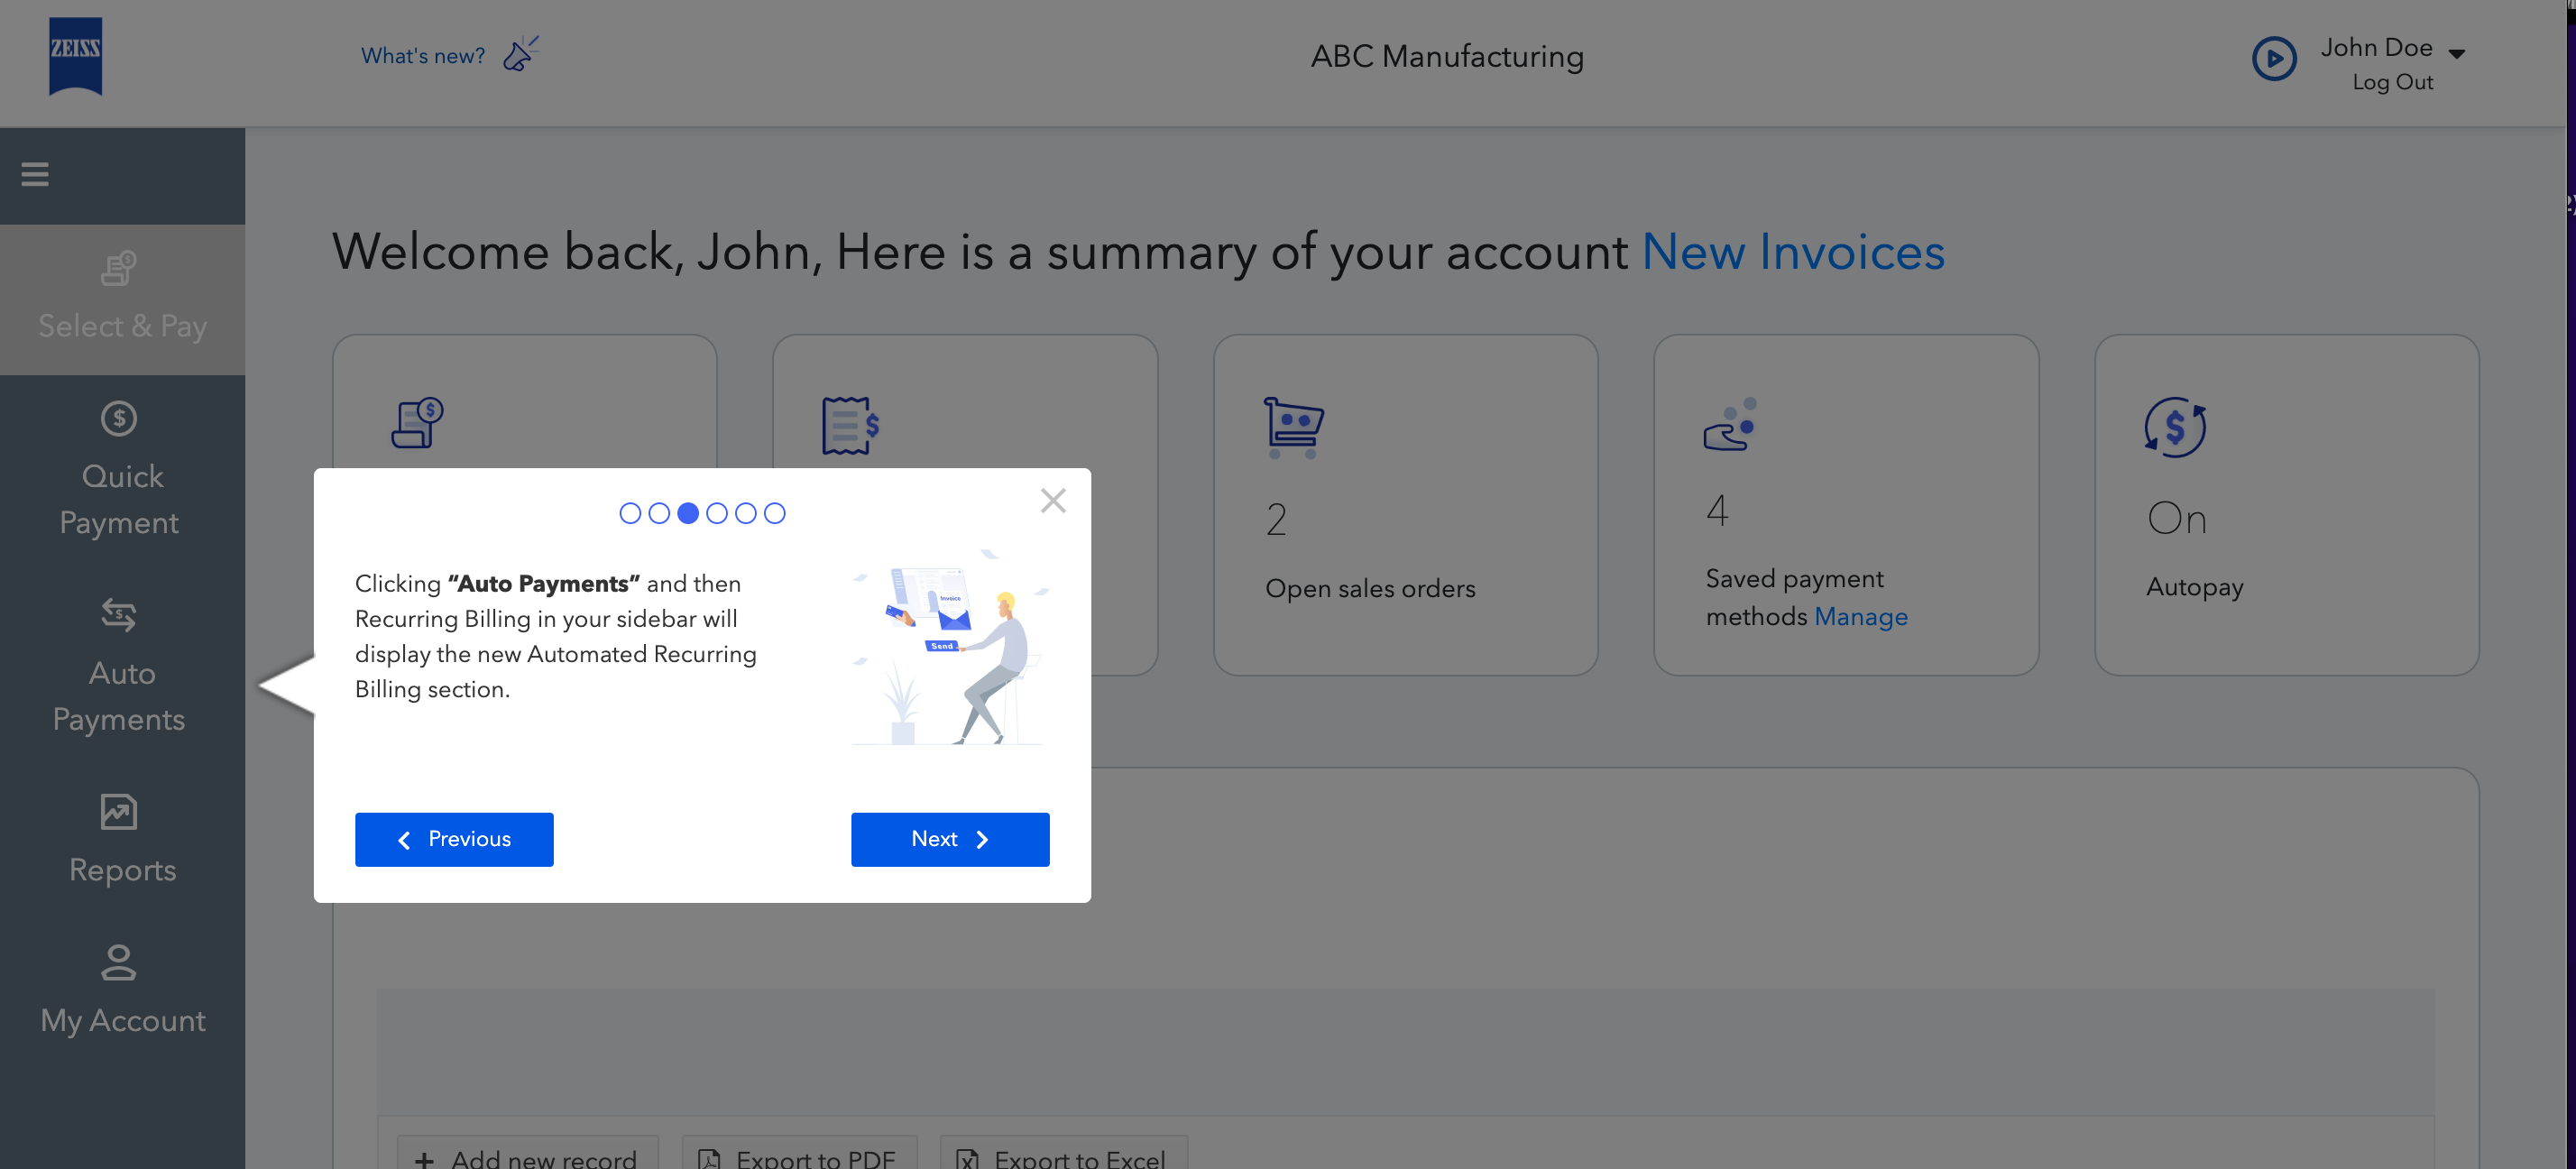 ZEISS
What's new?
ABC Manufacturing
John Doe
Log Out
Select & Pay
Quick
Payment
Auto
Payments
Reports
My Account
Welcome back, John, Here is a summary of your account New Invoices
2
Open sales orders
4
Saved payment
methods Manage
On
Autopay
Clicking “Auto Payments” and then
Recurring Billing in your sidebar will
display the new Automated Recurring
Billing section.
Invoice
Send
Previous
Next
Add new record
Export to PDF
Export to Excel